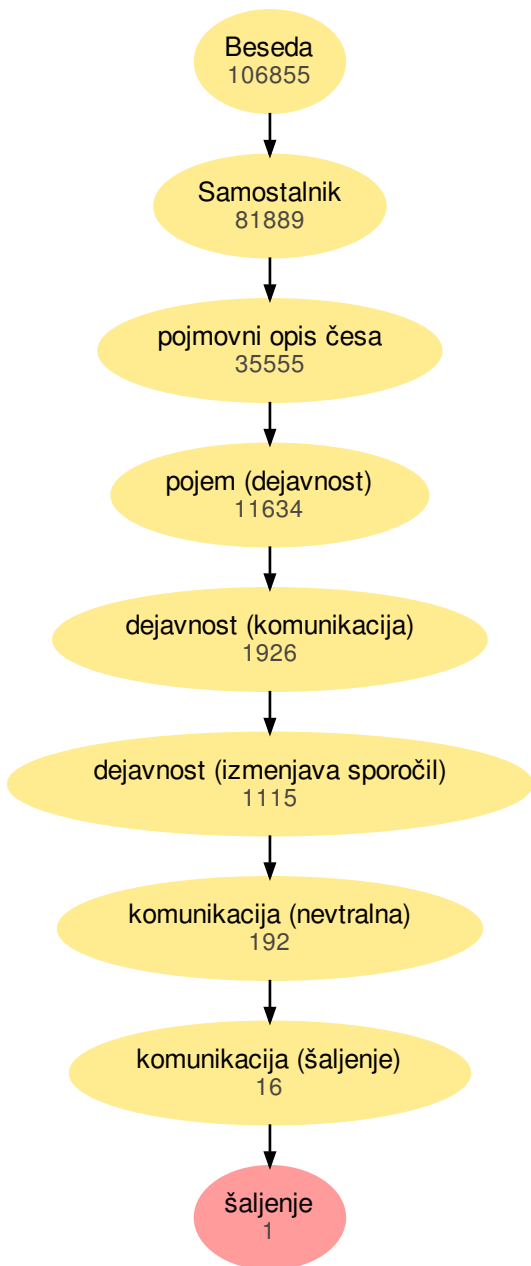 Beseda
106855
Samostalnik
81889
pojmovni opis česa
35555
pojem (dejavnost)
11634
dejavnost (komunikacija)
1926
dejavnost (izmenjava sporočil)
1115
komunikacija (nevtralna)
192
komunikacija (šaljenje)
16
šaljenje
1